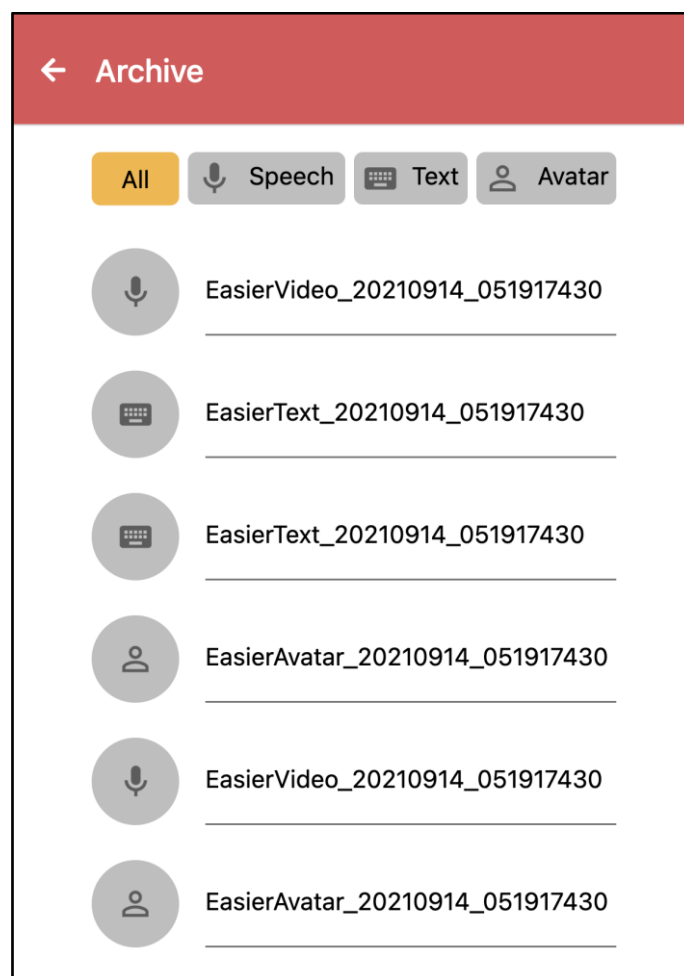 Archive
All Speech Text Avatar
EasierVideo_20210914_051917430
EasierText_20210914_051917430
EasierText_20210914_051917430
EasierAvatar_20210914_051917430
EasierVideo_20210914_051917430
EasierAvatar_20210914_051917430